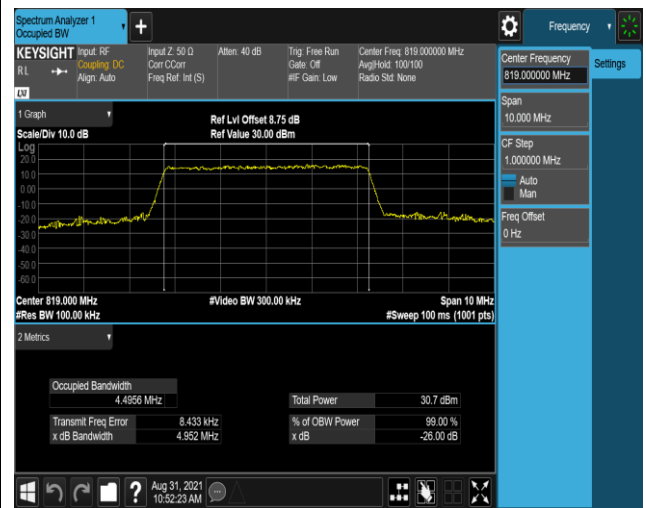 Spectrum Analyzer 1
Occupied BW
+
Frequency
KEYSIGHT
RL
LXI
Input: RF
Coupling: DC
Align: Auto
Input Z: 50 Ω
Corr CCorr
Freq Ref: Int (S)
Atten: 40 dB
Trig: Free Run
Gate: Off
#IF Gain: Low
Center Freq: 819.000000 MHz
Avg|Hold: 100/100
Radio Std: None
Center Frequency
819.000000 MHz
Settings
Span
10.000 MHz
CF Step
1.000000 MHz
Auto
Man
Freq Offset
0 Hz
1 Graph
Scale/Div 10.0 dB
Ref Lvl Offset 8.75 dB
Ref Value 30.00 dBm
Log
20.0
10.0
0.00
-10.0
-20.0
-30.0
-40.0
-50.0
-60.0
Center 819.000 MHz
#Video BW 300.00 kHz
Span 10 MHz
#Res BW 100.00 kHz
#Sweep 100 ms (1001 pts)
2 Metrics
Occupied Bandwidth
4.4956 MHz
Total Power 30.7 dBm
Transmit Freq Error 8.433 kHz
% of OBW Power 99.00 %
x dB Bandwidth 4.952 MHz
x dB -26.00 dB
?
Aug 31, 2021
10:52:23 AM